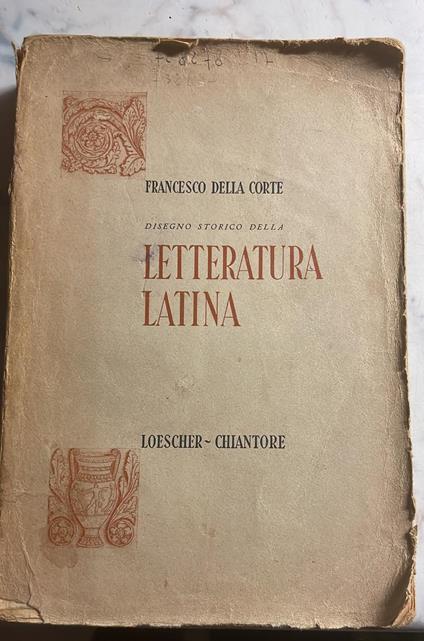 FRANCESCO DELLA CORTE
DISEGNO STORICO DELLA
LETTERATURA
LATINA
LOESCHER ~ CHIANTORE